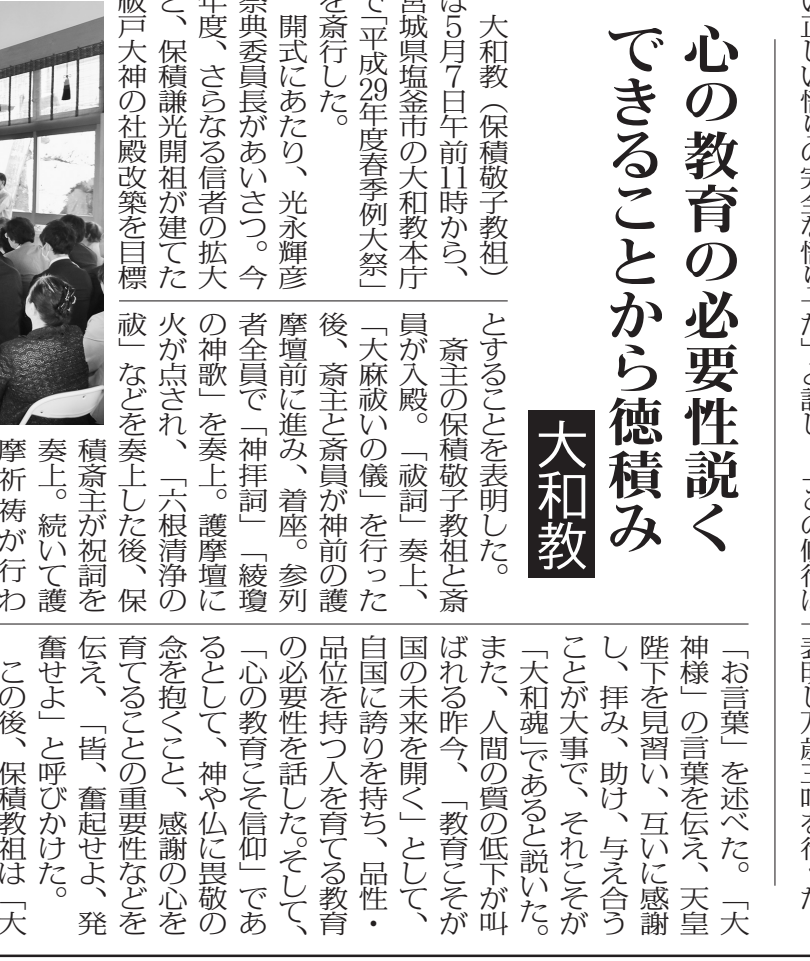 心の教育の必要性説く
できることから徳積み
大和教
大和教（保積敬子教祖）
は5月7日午前11時から、
宮城県塩釜市の大和教本庁
で「平成29年度春季例大祭」
を斎行した。
開式にあたり、光永輝彦
祭典委員長があいさつ。今
年度、さらなる信者の拡大
と、保積謙光開祖が建てた
祓戸大神の社殿改築を目標
とすることを表明した。
斎主の保積敬子教祖と斎
員が入殿。「祓詞」奏上、
「大麻祓いの儀」を行った
後、斎主と斎員が神前の護
摩壇前に進み、着座。参列
者全員で「神拝詞」「綾瓊
の神歌」を奏上。護摩壇に
火が点され、「六根清浄の
祓」などを奏上した後、保
積斎主が祝詞を
奏上。続いて護
摩祈祷が行わ
「お言葉」を述べた。「大
神様」の言葉を伝え、天皇
陛下を見習い、互いに感謝
し、拝み、助け、与え合う
ことが大事で、それこそが
「大和魂」であると説いた。
また、人間の質の低下が叫
ばれる昨今、「教育こそが
国の未来を開く」として、
自国に誇りを持ち、品性・
品位を持つ人を育てる教育
の必要性を話した。そして、
「心の教育こそ信仰」であ
るとして、神や仏に畏敬の
念を抱くこと、感謝の心を
育てることの重要性などを
伝え、「皆、奮起せよ、発
奮せよ」と呼びかけた。
この後、保積教祖は「大